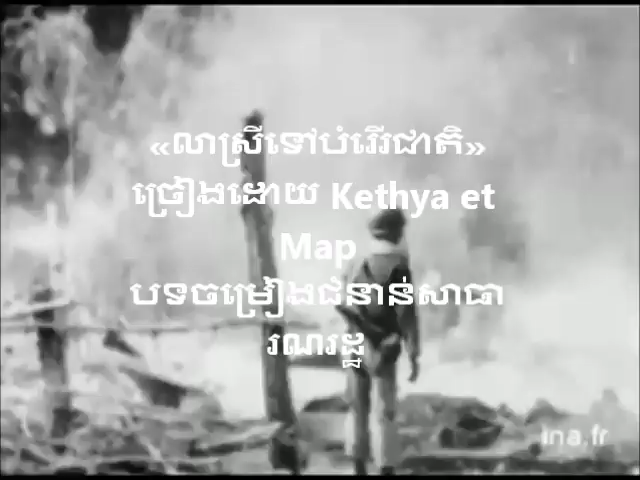 «លាស្រីទៅបំរើរជាតិ»
ច្រៀងដោយ Kethya et
Map
បទចម្រៀងជំនាន់សាធា
រណរដ្ឋ
ina.fr